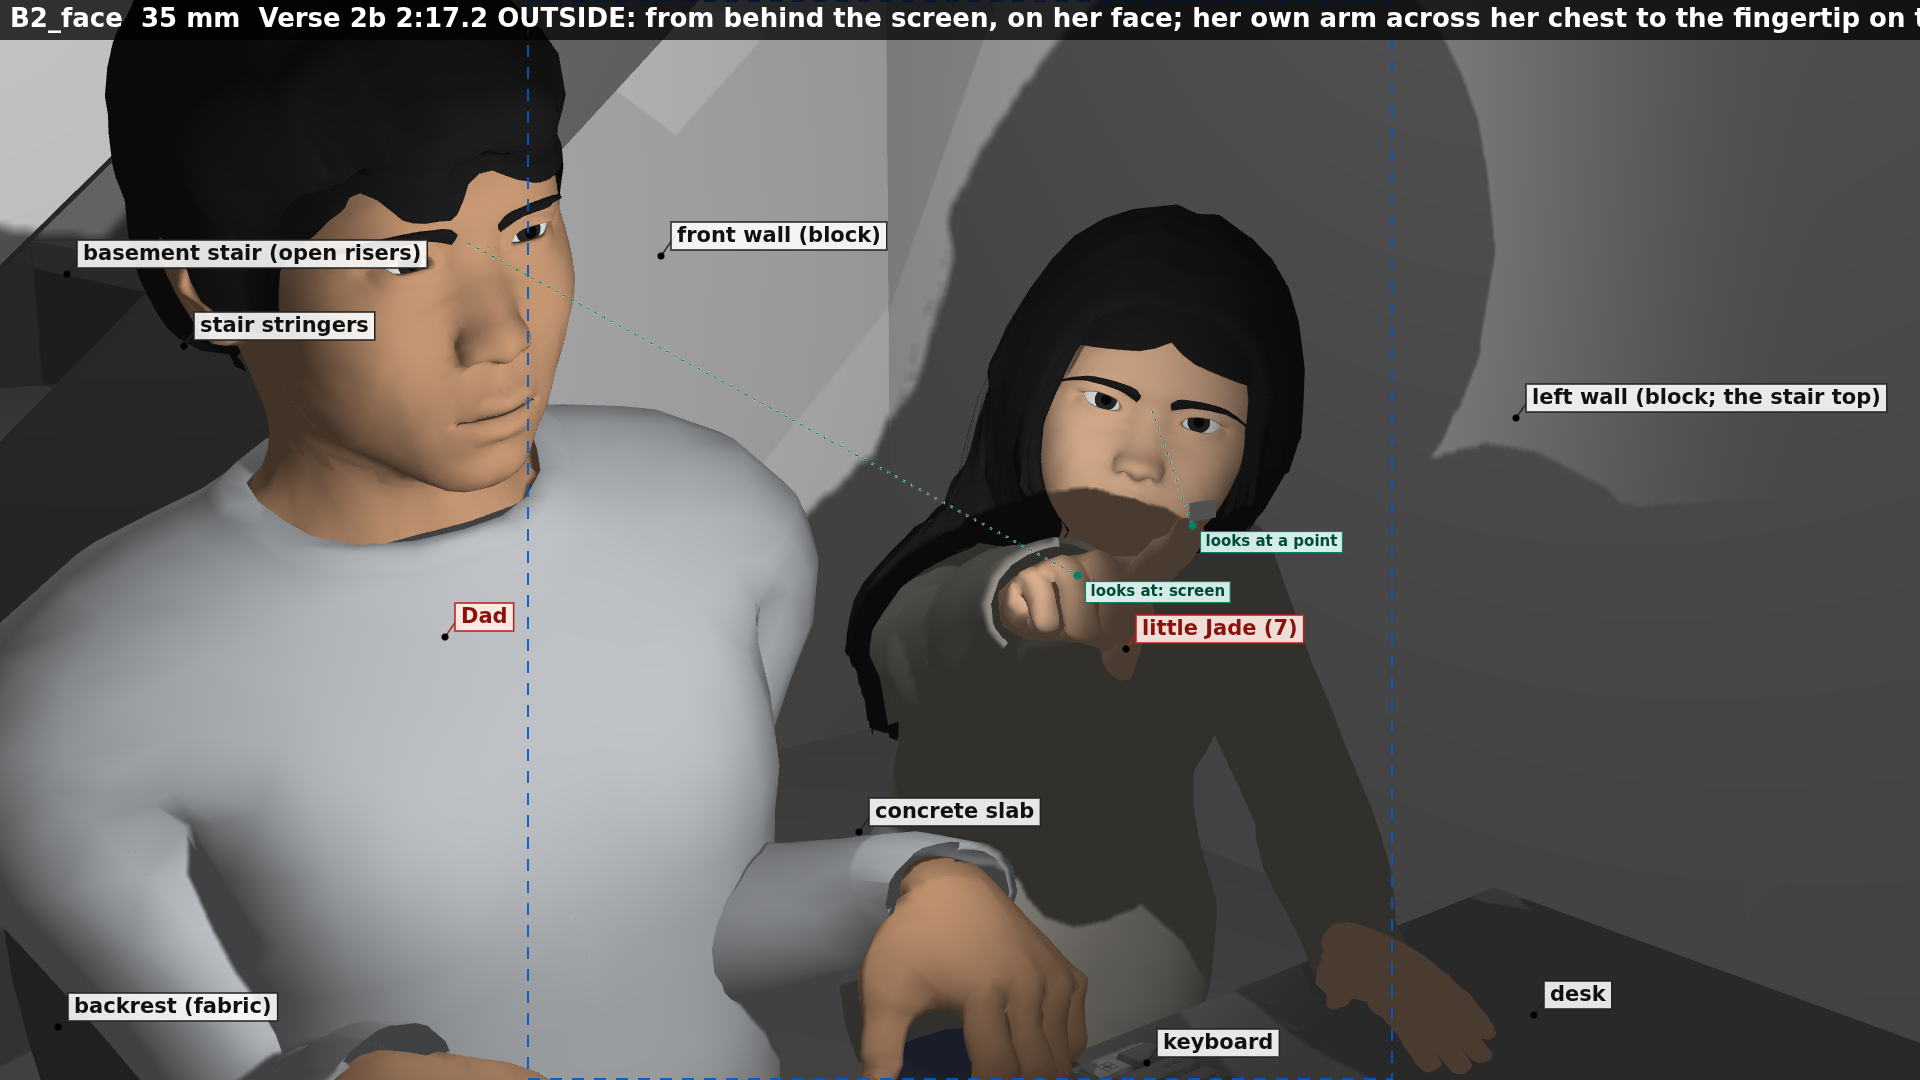 B2_face 35 mm Verse 2b 2:17.2 OUTSIDE: from behind the screen, on her face; her own arm across her chest to the fingertip on
front wall (block)
basement stair (open risers)
stair stringers
left wall (block; the stair top)
looks at a point
looks at: screen
Dad
little Jade (7)
concrete slab
backrest (fabric)
desk
keyboard